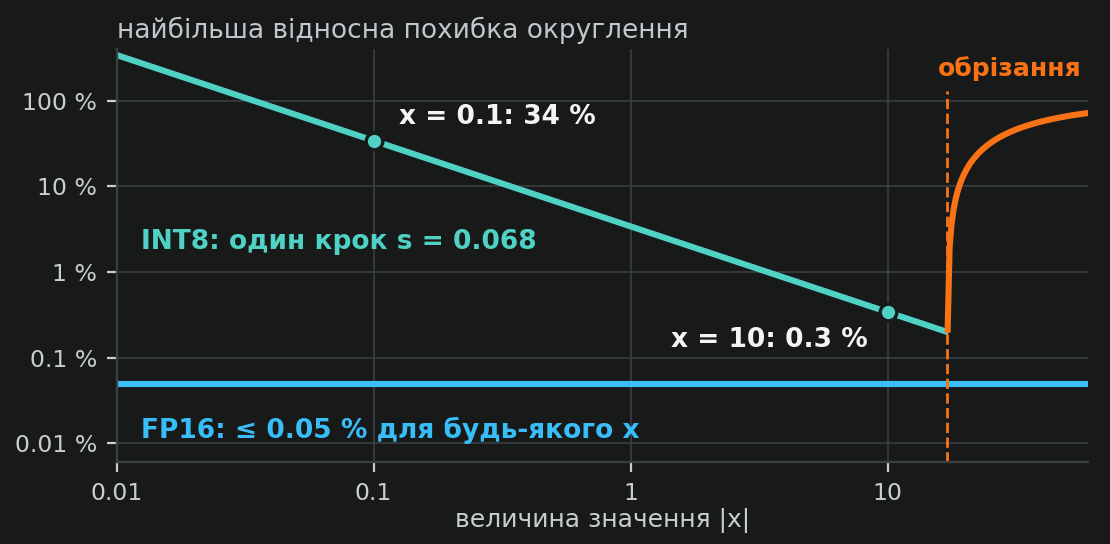 найбільша відносна похибка округлення
обрізання
100 %
x = 0.1: 34 %
10 %
INT8: один крок s = 0.068
1 %
x = 10: 0.3 %
0.1 %
FP16: ≤ 0.05 % для будь-якого x
0.01 %
0.01
0.1
1
10
величина значення |x|